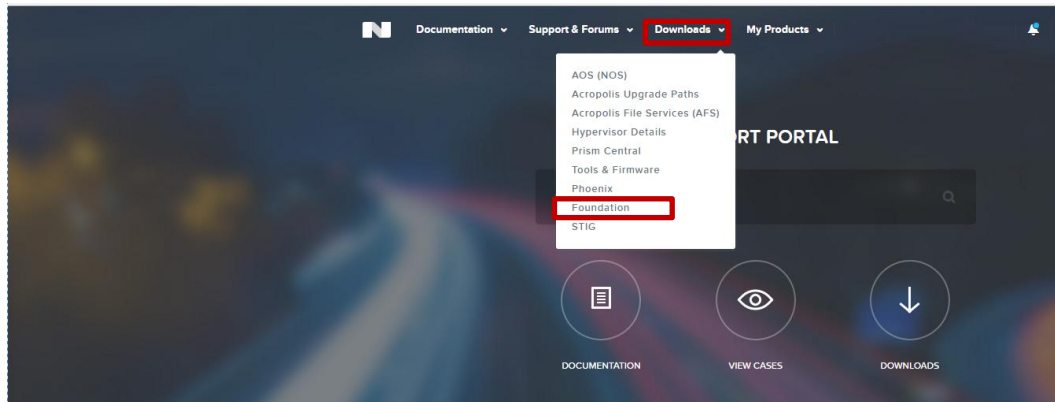 Documentation Support & Forums Downloads My Products
AOS (NOS)
Acropolis Upgrade Paths
Acropolis File Services (AFS)
Hypervisor Details
Prism Central
Tools & Firmware
Phoenix
Foundation
STIG
RT PORTAL
DOCUMENTATION VIEW CASES DOWNLOADS